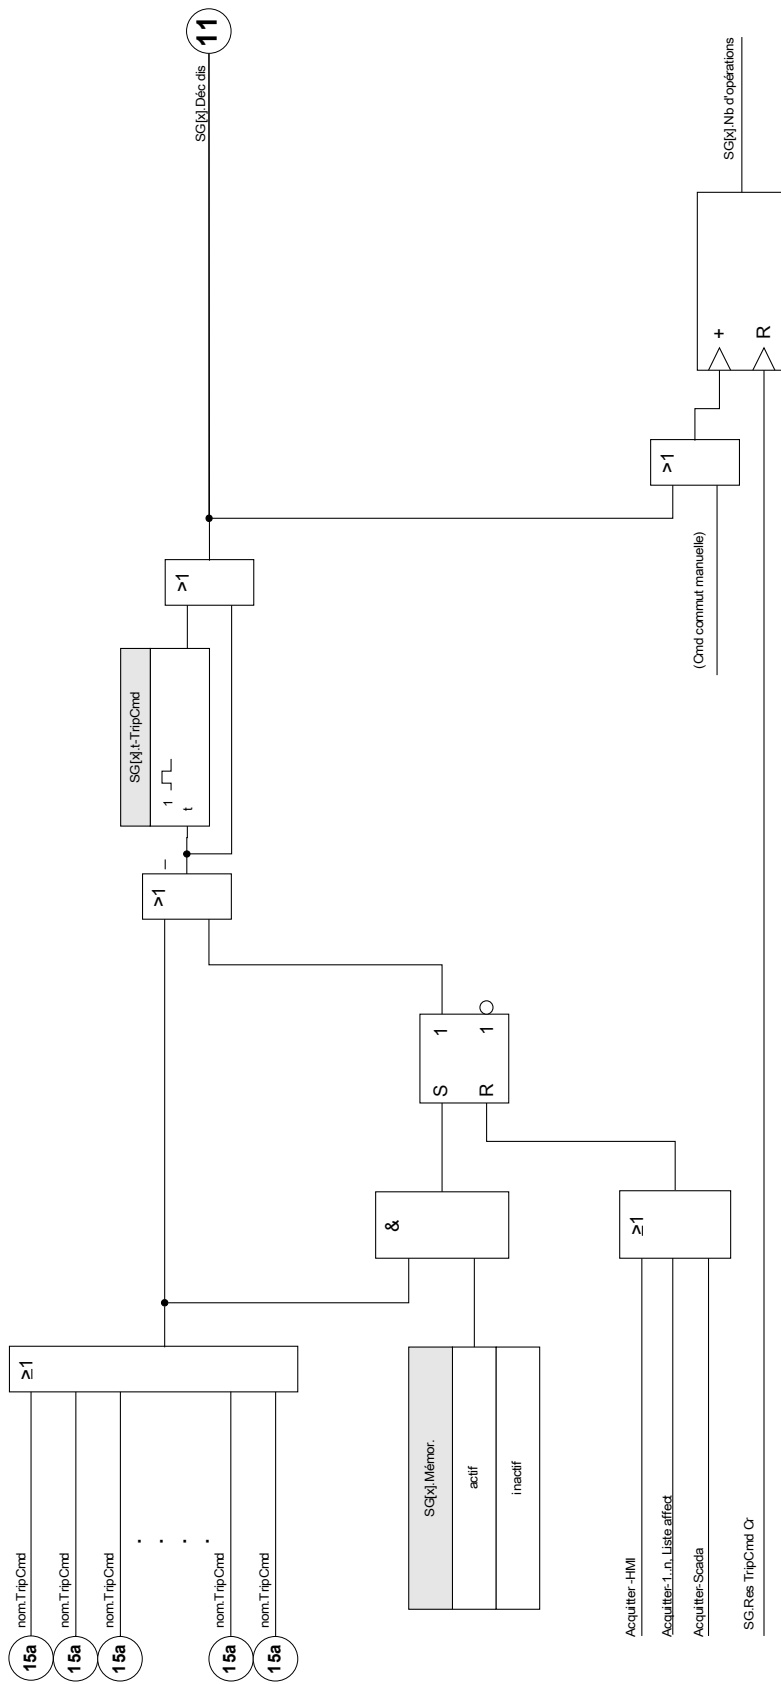 15a
nom.TripCmd
15a
nom.TripCmd
15a
nom.TripCmd
. . . .
15a
nom.TripCmd
15a
nom.TripCmd
≥1
SG[x].Mémor.
actif
inactif
&
Acquitter -HMI
Acquitter-1..n, Liste affect
Acquitter-Scada
≥1
SG.Res TripCmd Cr
S 1
R 1
>1
SG[x].t-TripCmd
1
t
>1
SG[x].Déc dis
11
(Cmd commut manuelle)
>1
+
R
SG[x].Nb d'opérations